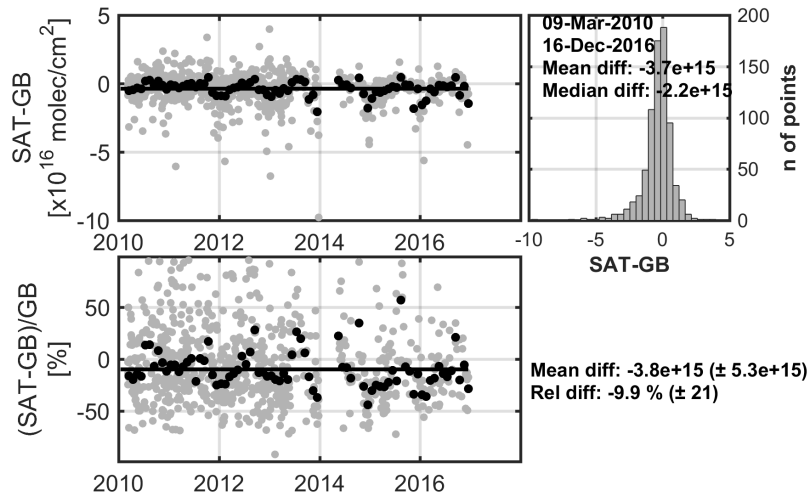 SAT-GB
[x10^16 molec/cm^2]
5
0
-5
-10
2010 2012 2014 2016
09-Mar-2010
16-Dec-2016
Mean diff: -3.7e+15
Median diff: -2.2e+15
200
150
100
50
0
n of points
-10 -5 0 5
SAT-GB
(SAT-GB)/GB
[%]
50
0
-50
2010 2012 2014 2016
Mean diff: -3.8e+15 (± 5.3e+15)
Rel diff: -9.9 % (± 21)